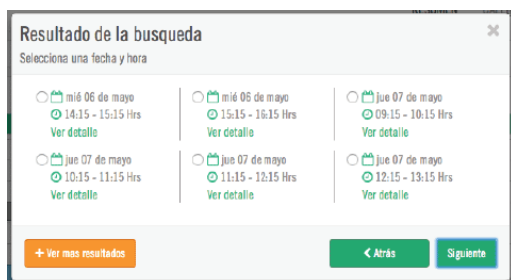 Resultado de la busqueda
Selecciona una fecha y hora
mié 06 de mayo
14:15 - 15:15 Hrs
Ver detalle
mié 06 de mayo
15:15 - 16:15 Hrs
Ver detalle
jue 07 de mayo
09:15 - 10:15 Hrs
Ver detalle
jue 07 de mayo
10:15 - 11:15 Hrs
Ver detalle
jue 07 de mayo
11:15 - 12:15 Hrs
Ver detalle
jue 07 de mayo
12:15 - 13:15 Hrs
Ver detalle
+ Ver mas resultados
Atrás
Siguiente